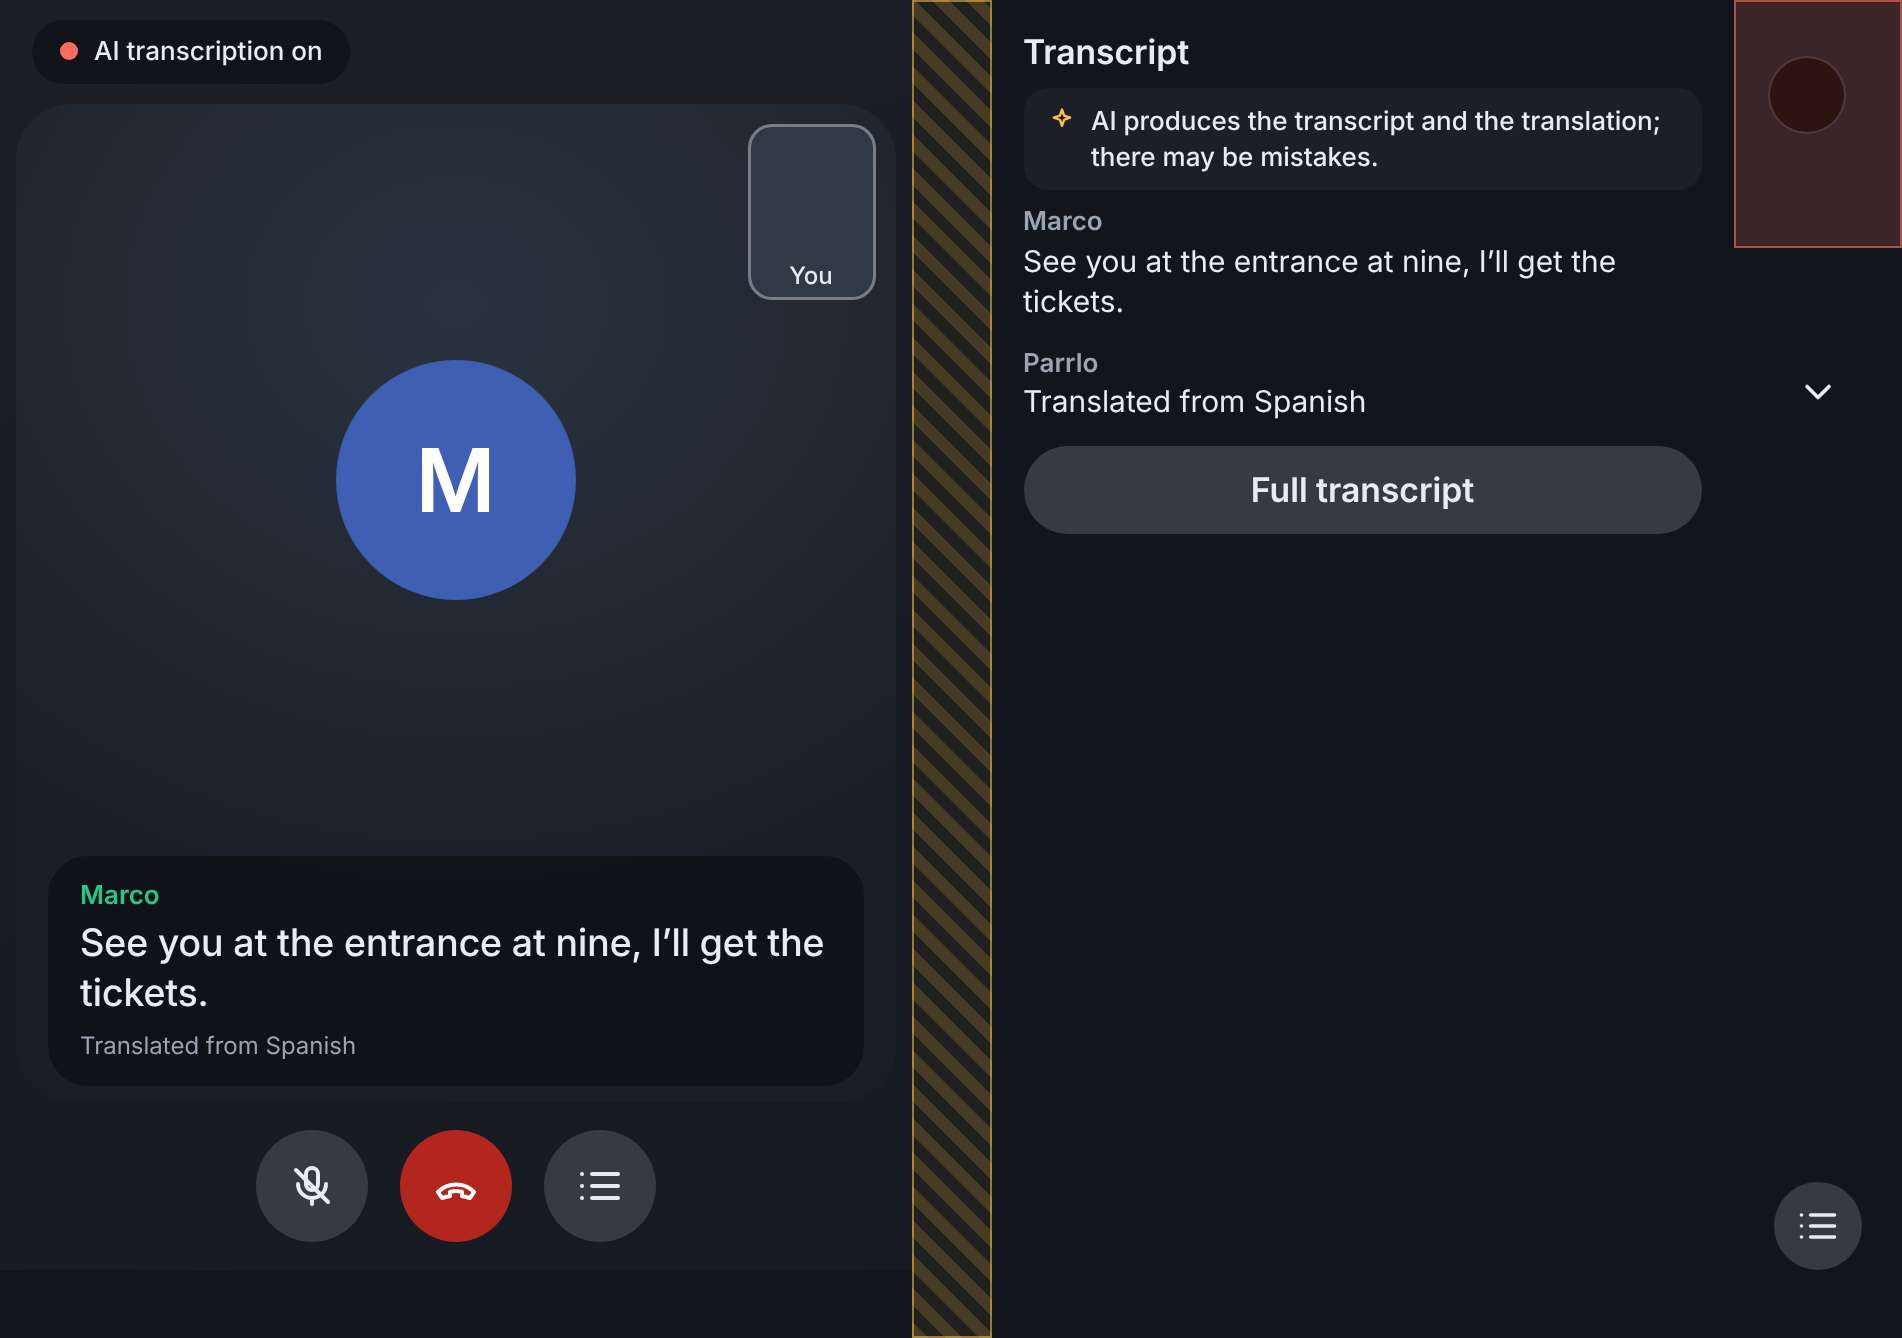 AI transcription on
You
M
Marco
See you at the entrance at nine, I’ll get the
tickets.
Translated from Spanish
Transcript
AI produces the transcript and the translation;
there may be mistakes.
Marco
See you at the entrance at nine, I’ll get the
tickets.
Parrlo
Translated from Spanish
Full transcript